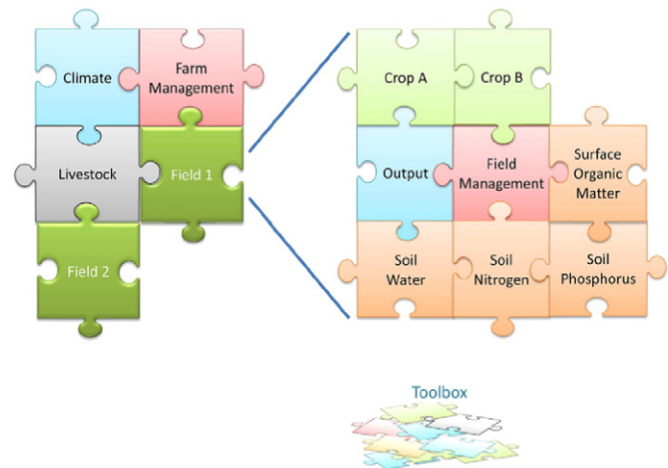 Climate
Farm
Management
Livestock
Field 1
Field 2
Crop A
Crop B
Output
Field
Management
Surface
Organic
Matter
Soil
Water
Soil
Nitrogen
Soil
Phosphorus
Toolbox